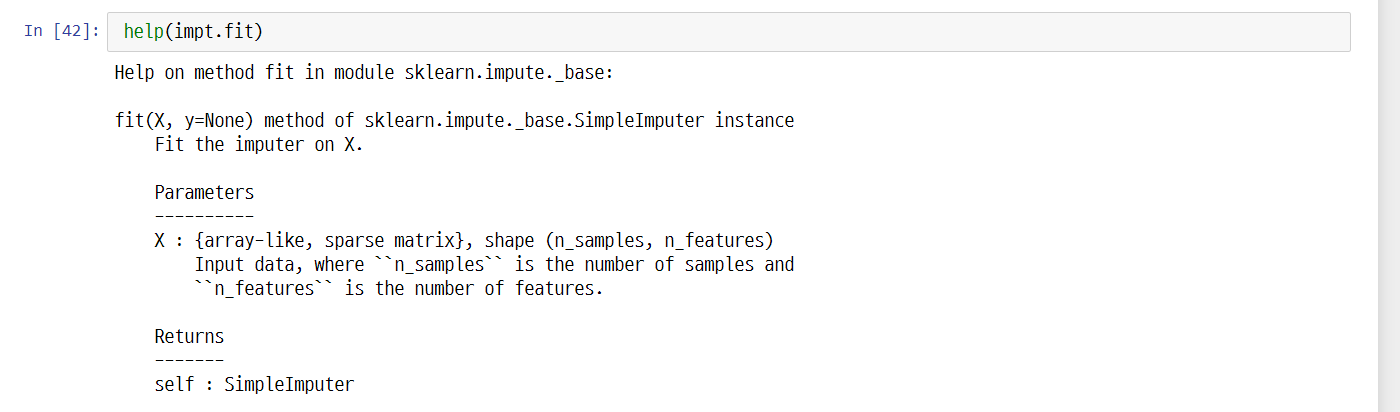 In [42]: help(impt.fit)
Help on method fit in module sklearn.impute._base:
fit(X, y=None) method of sklearn.impute._base.SimpleImputer instance
Fit the imputer on X.
Parameters
----------
X : {array-like, sparse matrix}, shape (n_samples, n_features)
Input data, where ``n_samples`` is the number of samples and
``n_features`` is the number of features.
Returns
-------
self : SimpleImputer